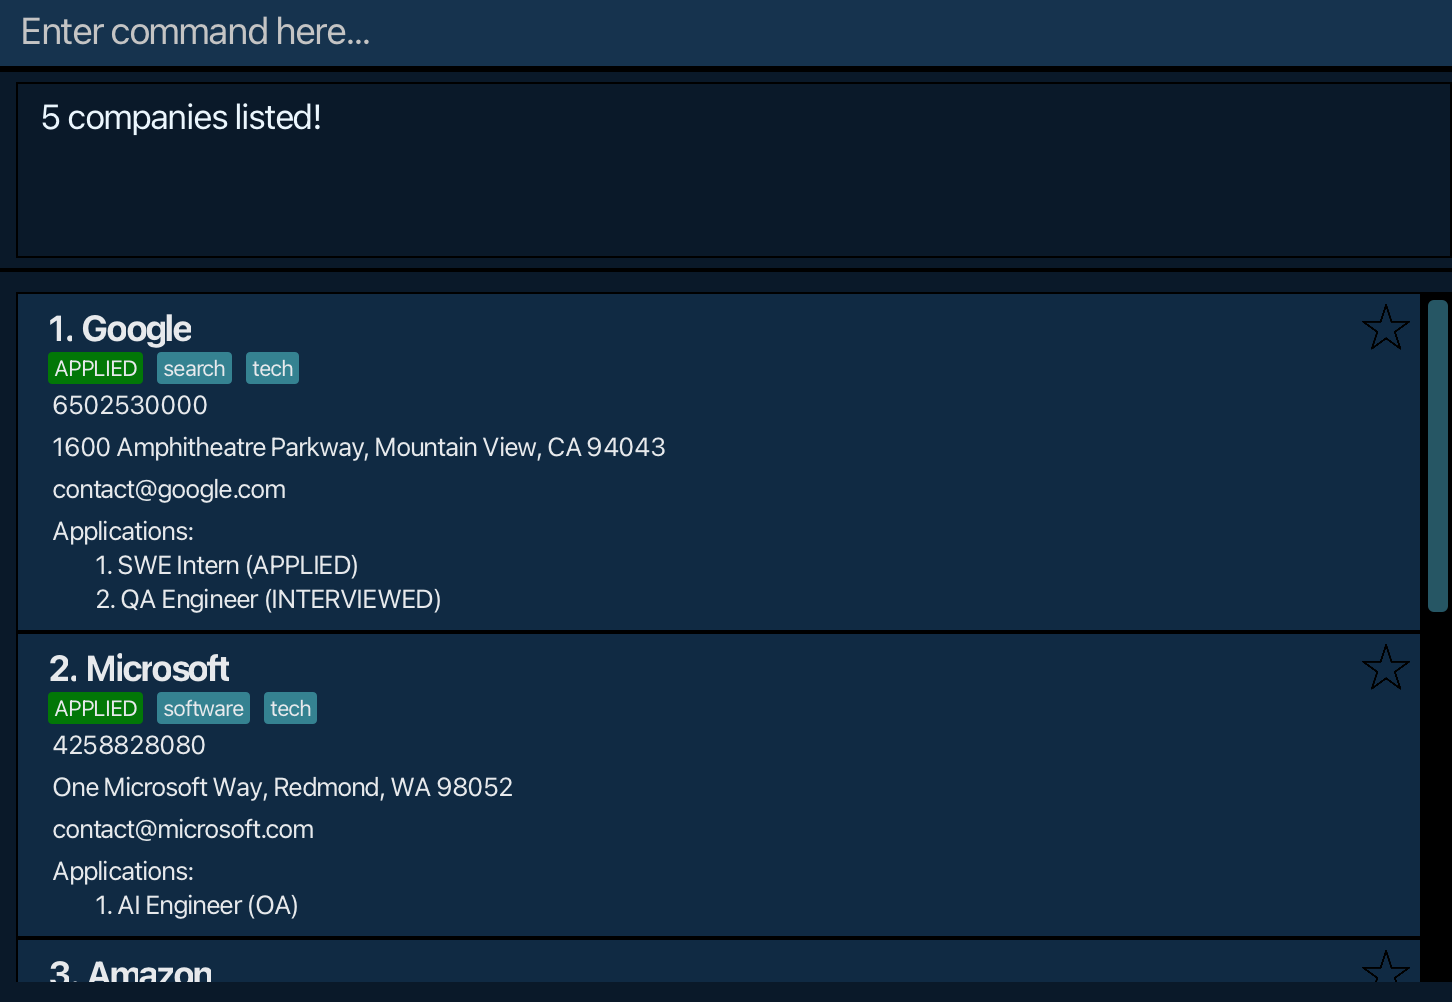 Enter command here...
5 companies listed!
1. Google
APPLIED search tech
6502530000
1600 Amphitheatre Parkway, Mountain View, CA 94043
contact@google.com
Applications:
1. SWE Intern (APPLIED)
2. QA Engineer (INTERVIEWED)
2. Microsoft
APPLIED software tech
4258828080
One Microsoft Way, Redmond, WA 98052
contact@microsoft.com
Applications:
1. AI Engineer (OA)
3. Amazon